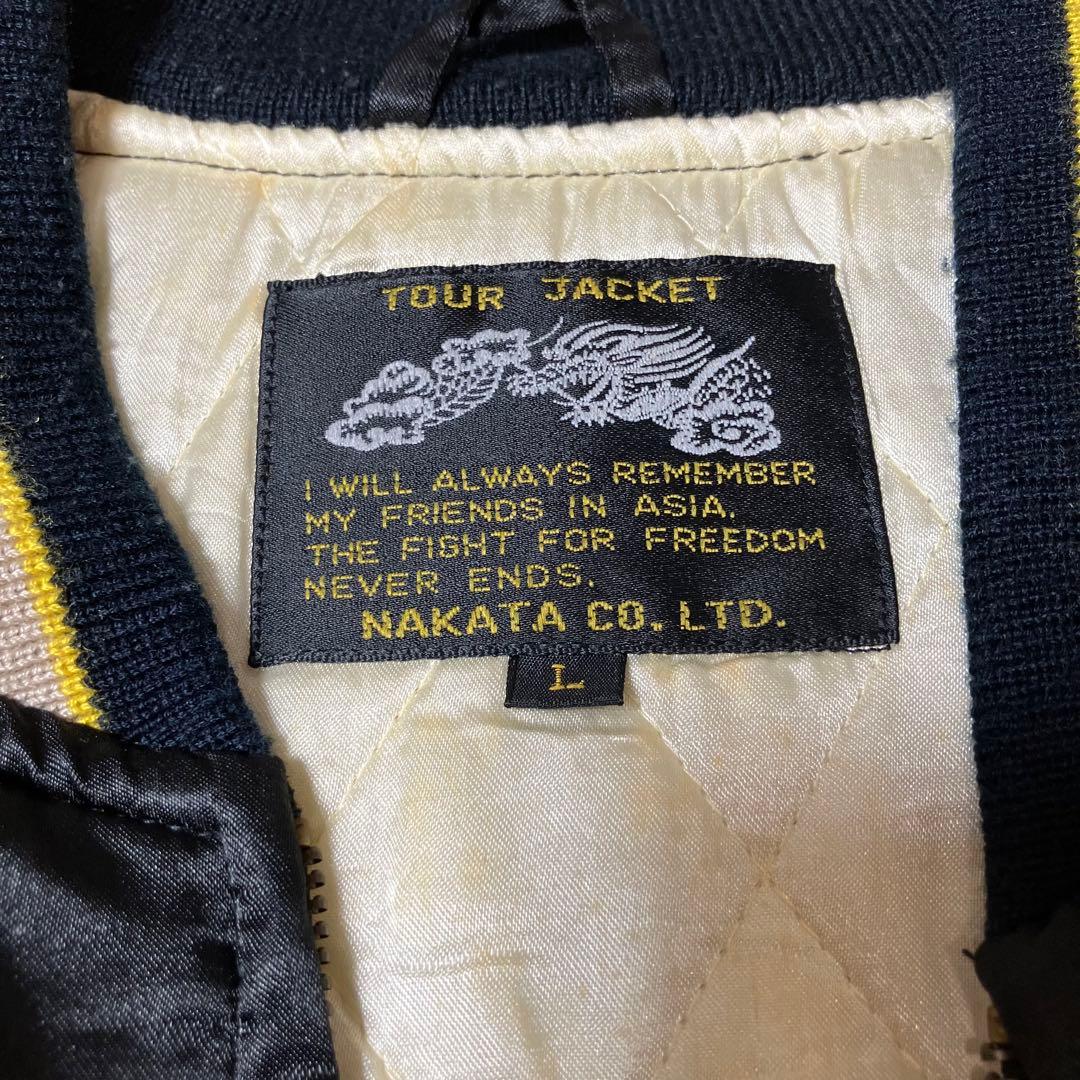 TOUR JACKET
I WILL ALWAYS REMEMBER
MY FRIENDS IN ASIA.
THE FIGHT FOR FREEDOM
NEVER ENDS.
NAKATA CO. LTD.
L